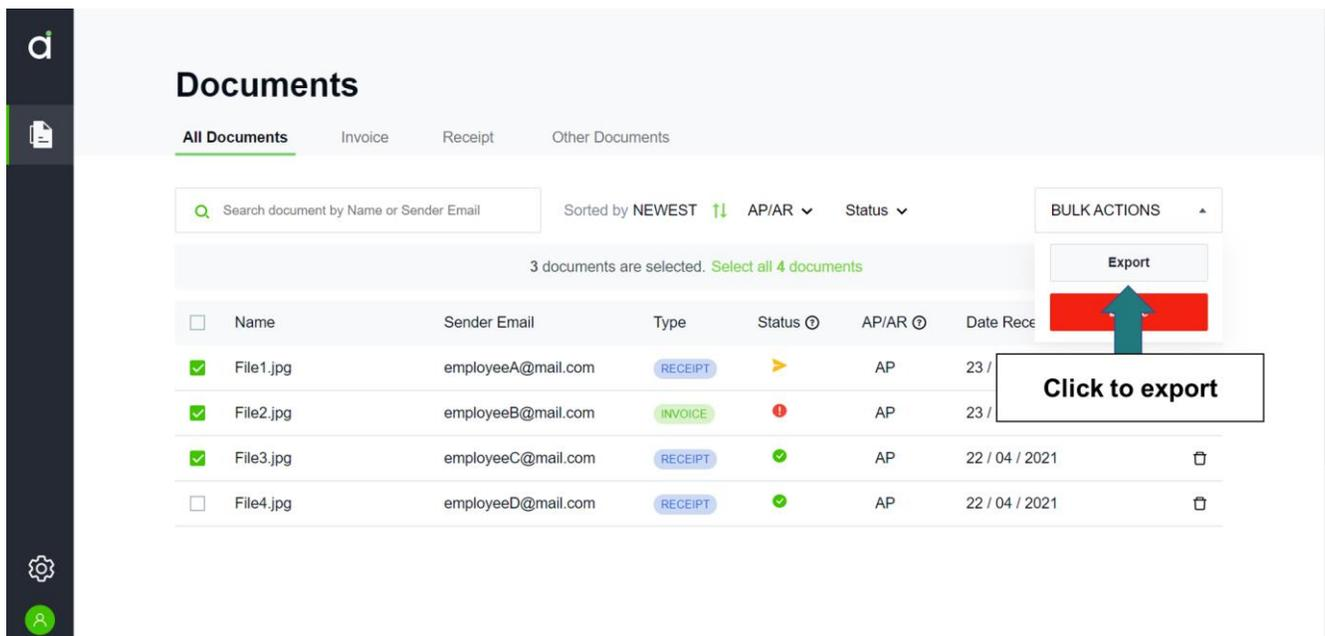 ai
Documents
All Documents Invoice Receipt Other Documents
Search document by Name or Sender Email Sorted by NEWEST AP/AR Status BULK ACTIONS
3 documents are selected. Select all 4 documents Export
Name Sender Email Type Status AP/AR Date Rece
File1.jpg employeeA@mail.com RECEIPT AP 23 /
Click to export
File2.jpg employeeB@mail.com INVOICE AP 23 /
File3.jpg employeeC@mail.com RECEIPT AP 22 / 04 / 2021
File4.jpg employeeD@mail.com RECEIPT AP 22 / 04 / 2021